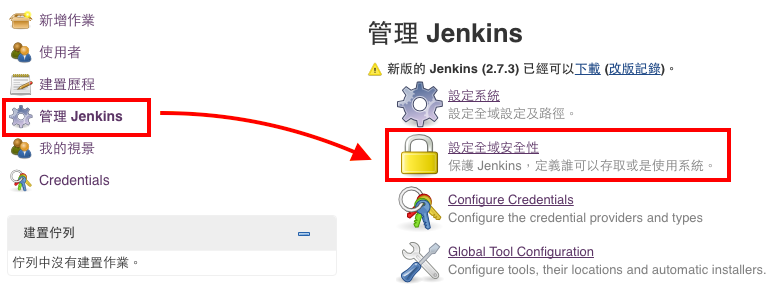 新增作業
使用者
建置歷程
管理 Jenkins
我的視景
Credentials
建置佇列
佇列中沒有建置作業。
管理 Jenkins
新版的 Jenkins (2.7.3) 已經可以下載 (改版記錄)。
設定系統
設定全域設定及路徑。
設定全域安全性
保護 Jenkins，定義誰可以存取或是使用系統。
Configure Credentials
Configure the credential providers and types
Global Tool Configuration
Configure tools, their locations and automatic installers.